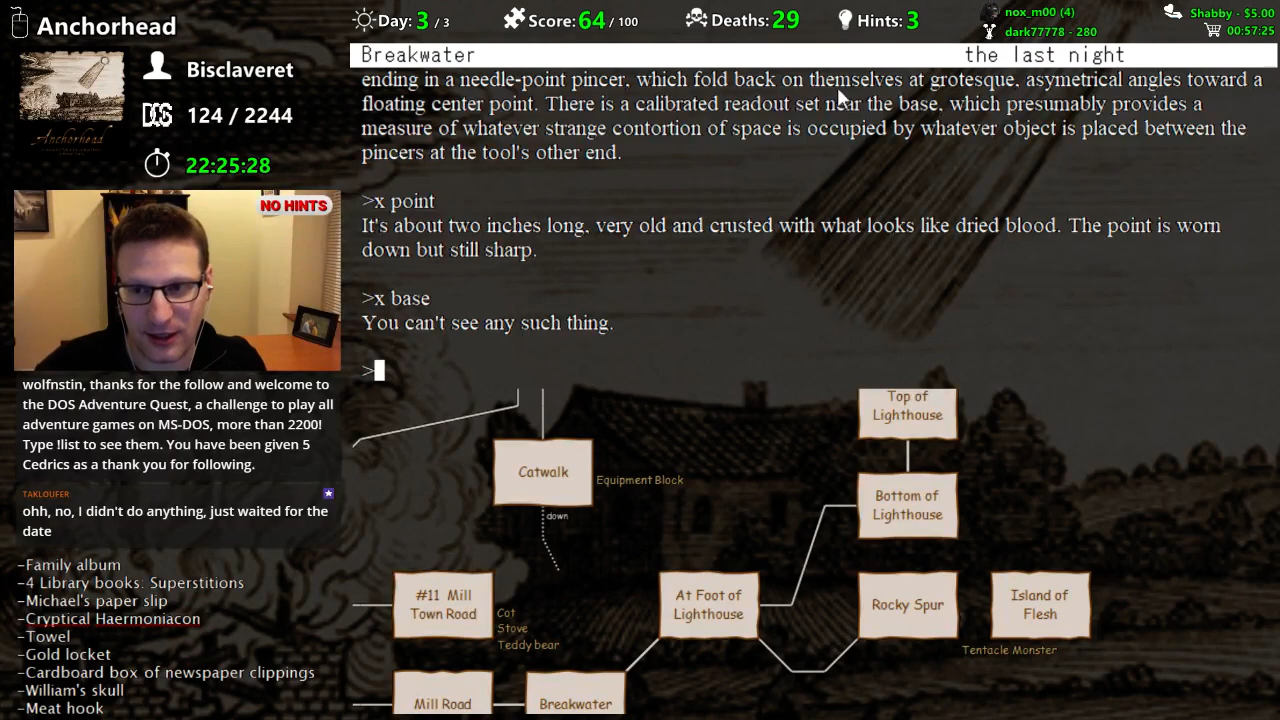 Anchorhead
Day: 3 / 3
Score: 64 / 100
Deaths: 29
Hints: 3
nox_m00 (4)
dark77778 - 280
Shabby - $5.00
00:57:25
Anchorhead
Bisclaveret
DOS 124 / 2244
22:25:28
NO HINTS
wolfnstin, thanks for the follow and welcome to
the DOS Adventure Quest, a challenge to play all
adventure games on MS-DOS, more than 2200!
Type !list to see them. You have been given 5
Cedrics as a thank you for following.
TAKLOUFER
ohh, no, I didn't do anything, just waited for the
date
-Family album
-4 Library books: Superstitions
-Michael's paper slip
-Cryptical Haermoniacon
-Towel
-Gold locket
-Cardboard box of newspaper clippings
-William's skull
-Meat hook
Breakwater the last night
ending in a needle-point pincer, which fold back on themselves at grotesque, asymetrical angles toward a
floating center point. There is a calibrated readout set near the base, which presumably provides a
measure of whatever strange contortion of space is occupied by whatever object is placed between the
pincers at the tool's other end.
>x point
It's about two inches long, very old and crusted with what looks like dried blood. The point is worn
down but still sharp.
>x base
You can't see any such thing.
>
Top of
Lighthouse
Catwalk
Equipment Block
down
Bottom of
Lighthouse
#11 Mill
Town Road
Cot
Stove
Teddy bear
At Foot of
Lighthouse
Rocky Spur
Island of
Flesh
Tentacle Monster
Mill Road
Breakwater